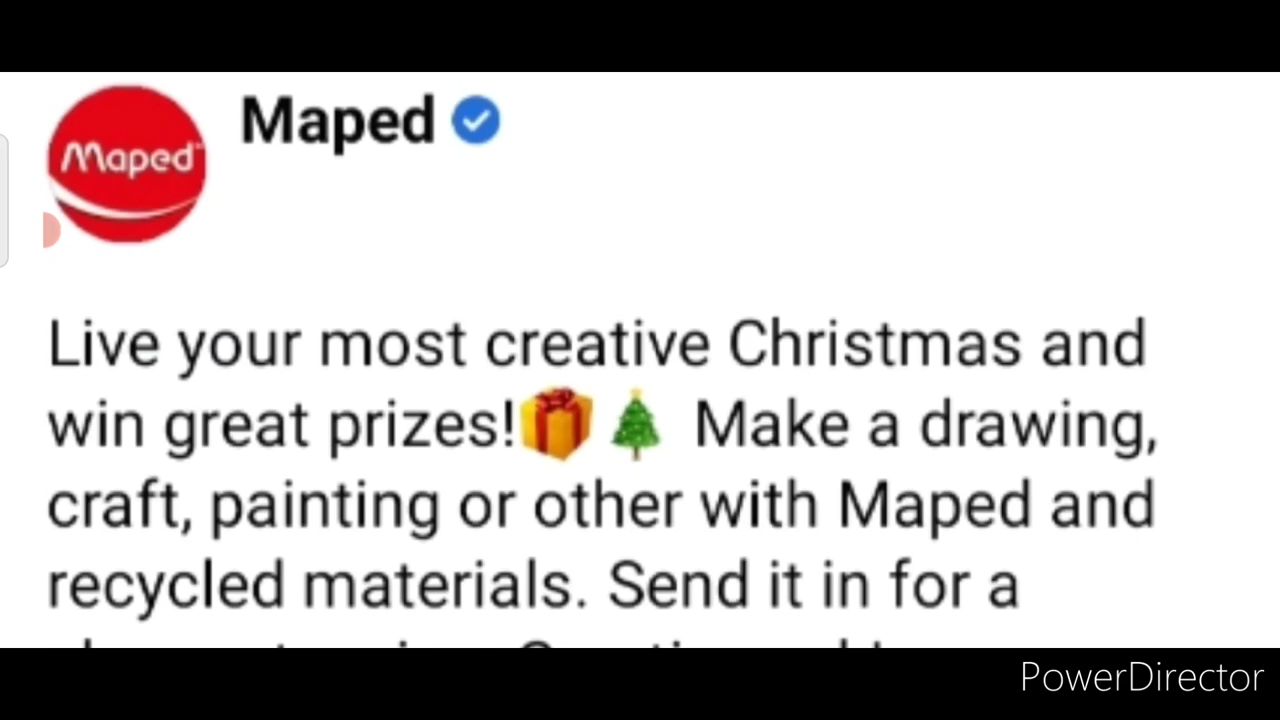 Maped
Maped
Live your most creative Christmas and
win great prizes!🎁🎄 Make a drawing,
craft, painting or other with Maped and
recycled materials. Send it in for a
PowerDirector